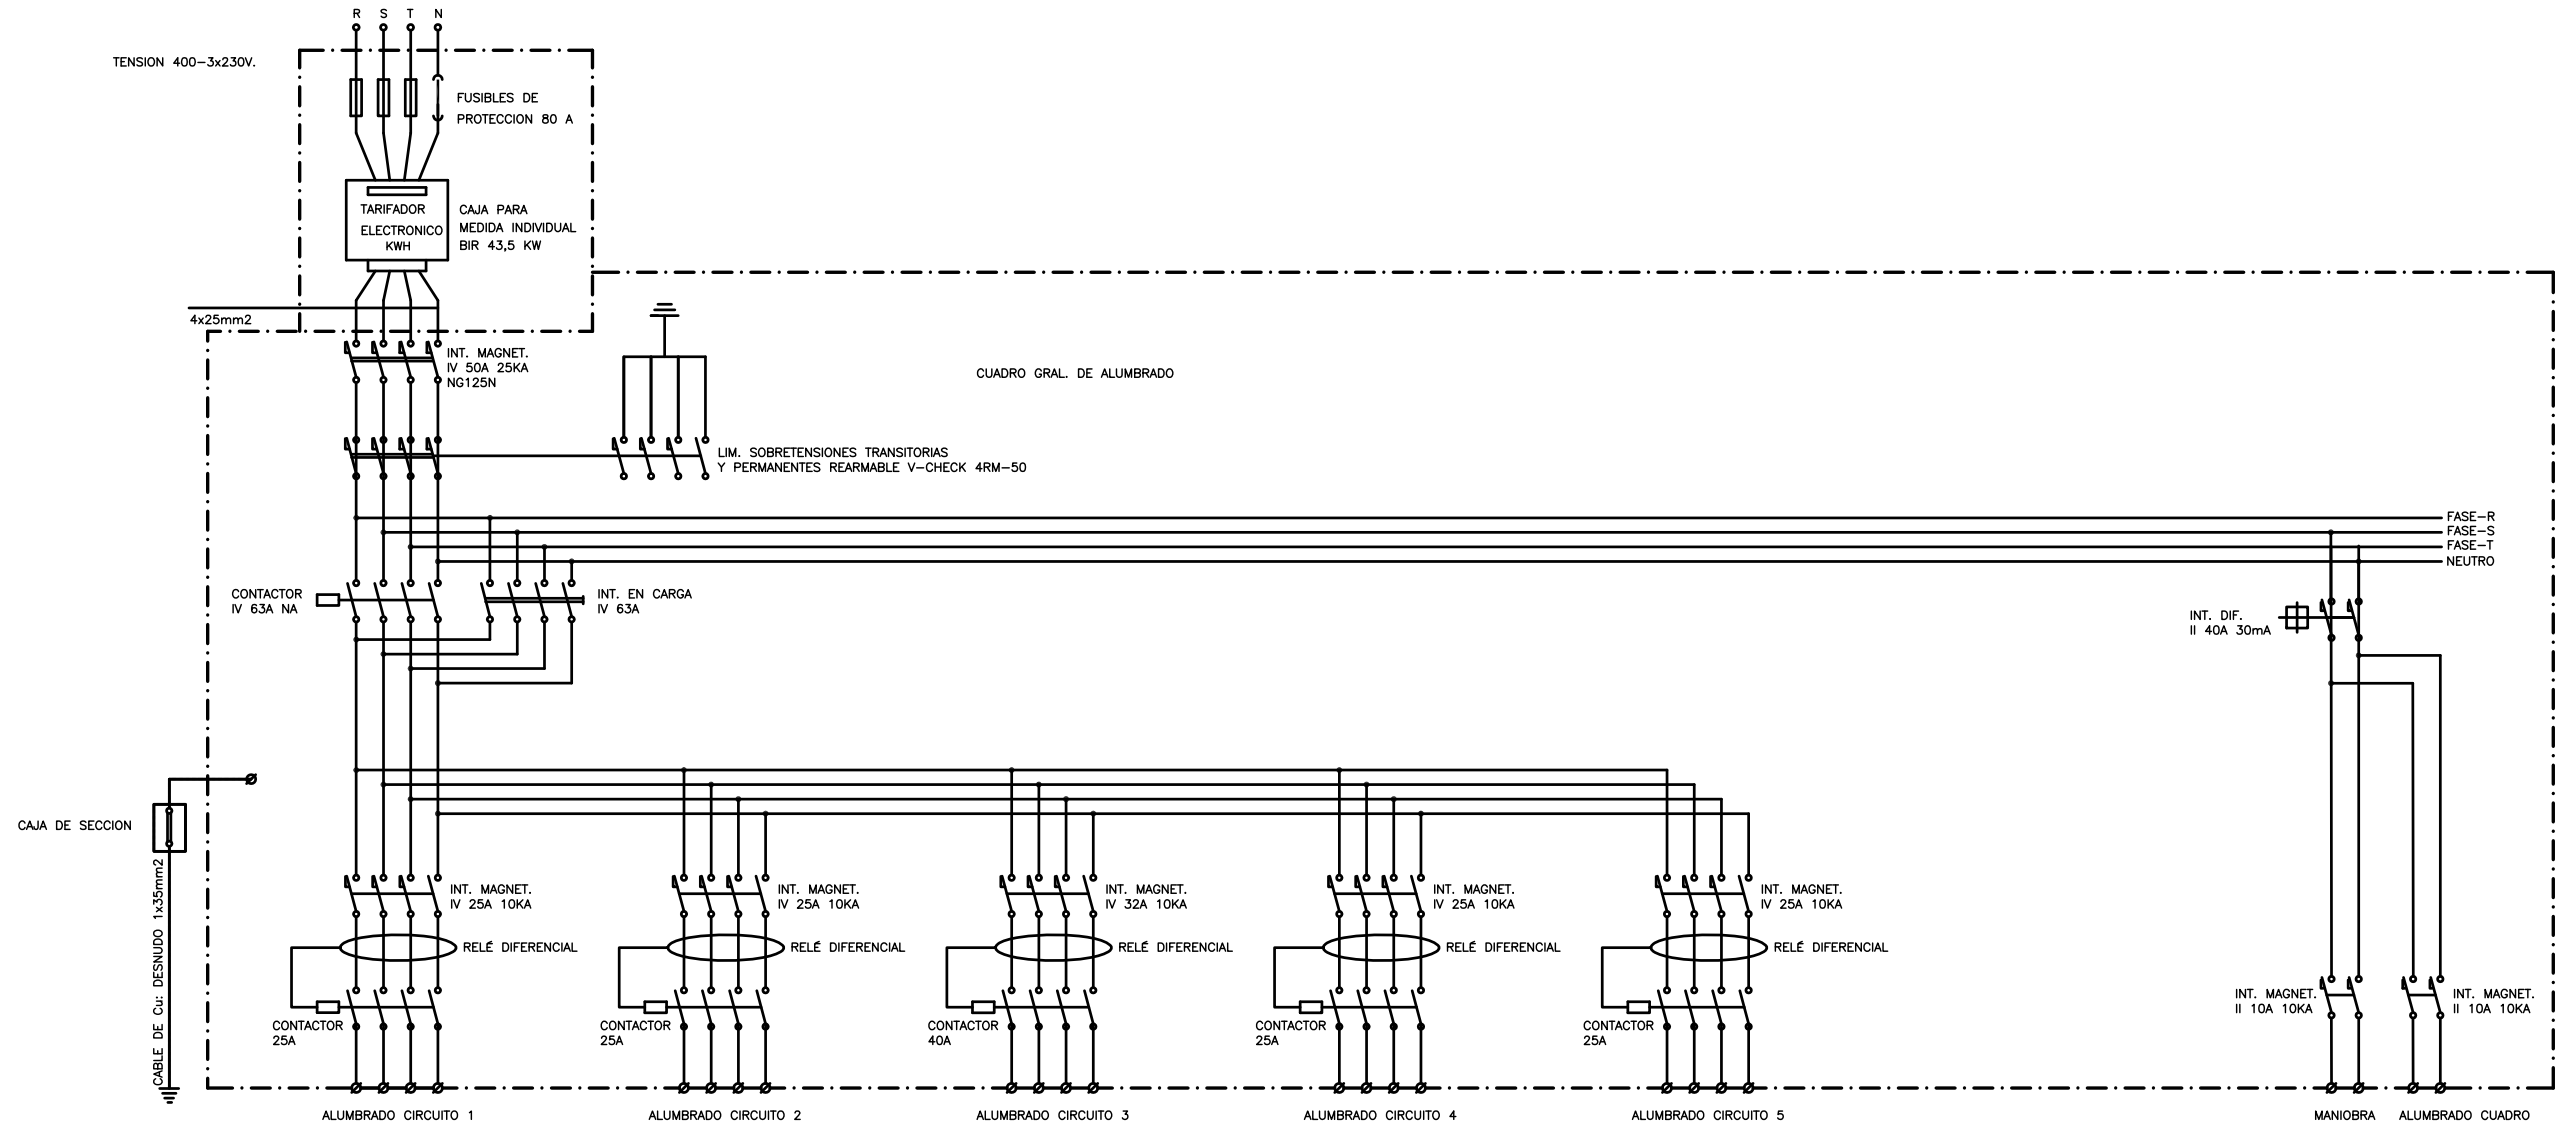 R S T N
TENSION 400-3x230V.
FUSIBLES DE
PROTECCION 80 A
TARIFADOR
ELECTRONICO
KWH
CAJA PARA
MEDIDA INDIVIDUAL
BIR 43,5 KW
4x25mm2
INT. MAGNET.
IV 50A 25KA
NG125N
CUADRO GRAL. DE ALUMBRADO
LIM. SOBRETENSIONES TRANSITORIAS
Y PERMANENTES REARMABLE V-CHECK 4RM-50
FASE-R
FASE-S
FASE-T
NEUTRO
CONTACTOR
IV 63A NA
INT. EN CARGA
IV 63A
INT. DIF.
II 40A 30mA
CAJA DE SECCION
CABLE DE Cu: DESNUDO 1x35mm2
INT. MAGNET.
IV 25A 10KA
RELÉ DIFERENCIAL
CONTACTOR
25A
INT. MAGNET.
IV 25A 10KA
RELÉ DIFERENCIAL
CONTACTOR
25A
INT. MAGNET.
IV 32A 10KA
RELÉ DIFERENCIAL
CONTACTOR
40A
INT. MAGNET.
IV 25A 10KA
RELÉ DIFERENCIAL
CONTACTOR
25A
INT. MAGNET.
IV 25A 10KA
RELÉ DIFERENCIAL
CONTACTOR
25A
INT. MAGNET.
II 10A 10KA
INT. MAGNET.
II 10A 10KA
ALUMBRADO CIRCUITO 1
ALUMBRADO CIRCUITO 2
ALUMBRADO CIRCUITO 3
ALUMBRADO CIRCUITO 4
ALUMBRADO CIRCUITO 5
MANIOBRA
ALUMBRADO CUADRO